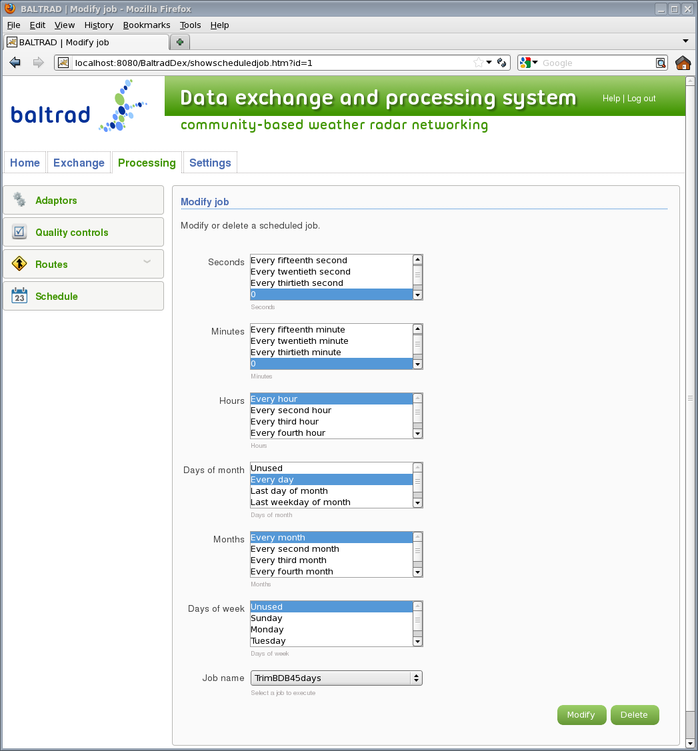 BALTRAD | Modify job - Mozilla Firefox
File Edit View History Bookmarks Tools Help
BALTRAD | Modify job
localhost:8080/BaltradDex/showscheduledjob.htm?id=1
Google
baltrad
Data exchange and processing system
Help | Log out
community-based weather radar networking
Home Exchange Processing Settings
Adaptors
Quality controls
Routes
23 Schedule
Modify job
Modify or delete a scheduled job.
Seconds
Every fifteenth second
Every twentieth second
Every thirtieth second
0
Seconds
Minutes
Every fifteenth minute
Every twentieth minute
Every thirtieth minute
0
Minutes
Hours
Every hour
Every second hour
Every third hour
Every fourth hour
Hours
Days of month
Unused
Every day
Last day of month
Last weekday of month
Days of month
Months
Every month
Every second month
Every third month
Every fourth month
Months
Days of week
Unused
Sunday
Monday
Tuesday
Days of week
Job name
TrimBDB45days
Select a job to execute
Modify Delete